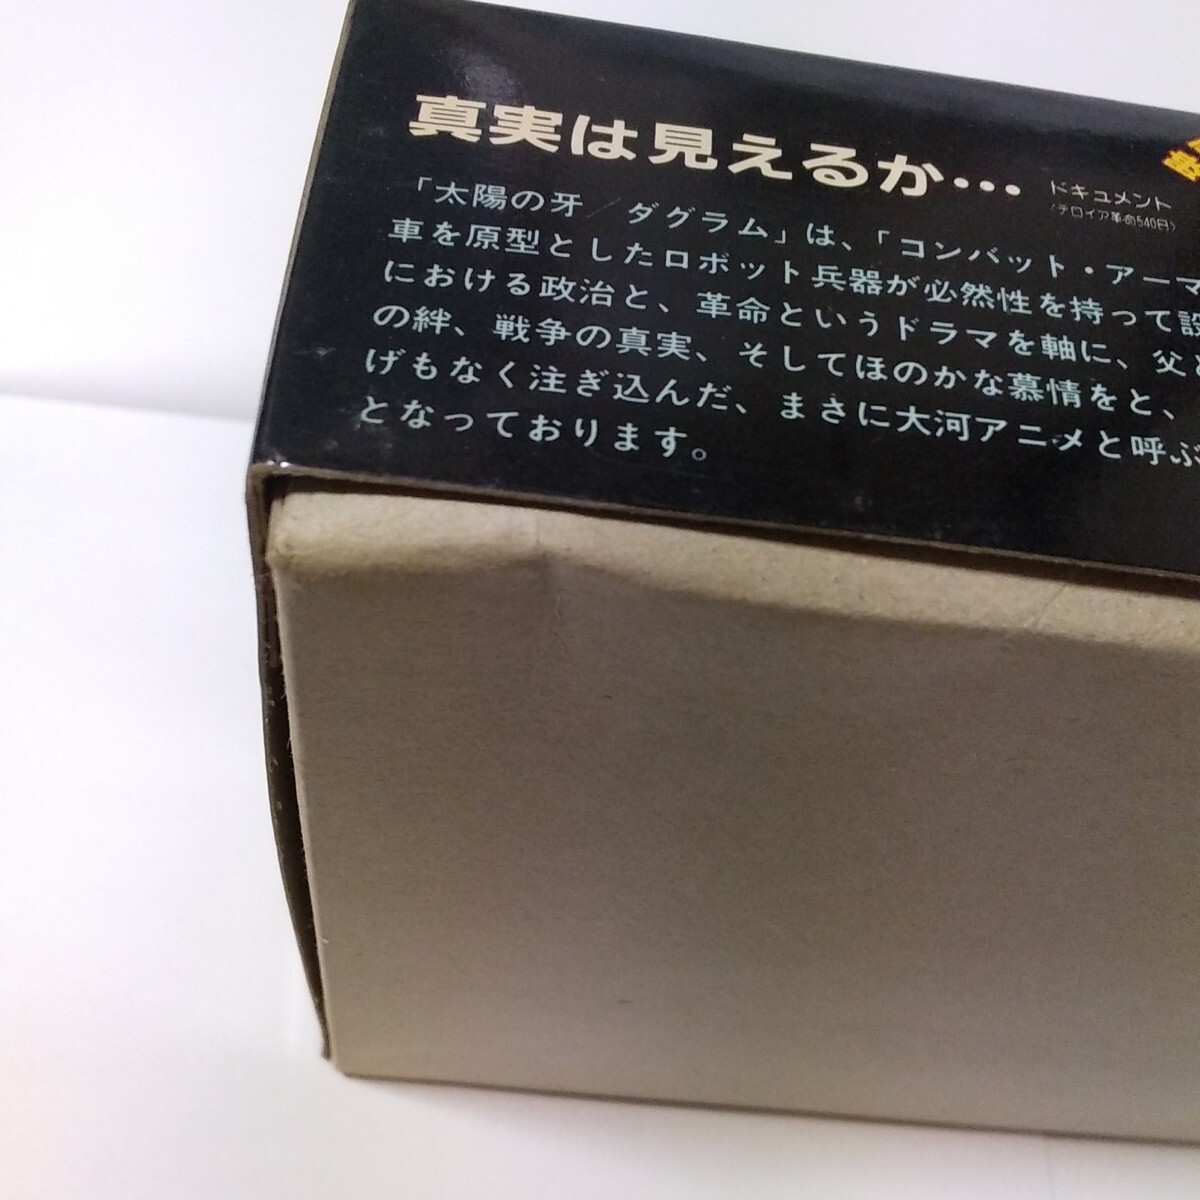 真実は見えるか…
ドキュメント
〈デロイア革命540日〉
「太陽の牙/ダグラム」は、「コンバット・アーマ
車を原型としたロボット兵器が必然性を持って設
における政治と、革命というドラマを軸に、父と
の絆、戦争の真実、そしてほのかな慕情をと、
げもなく注ぎ込んだ、まさに大河アニメと呼ぶ
となっております。